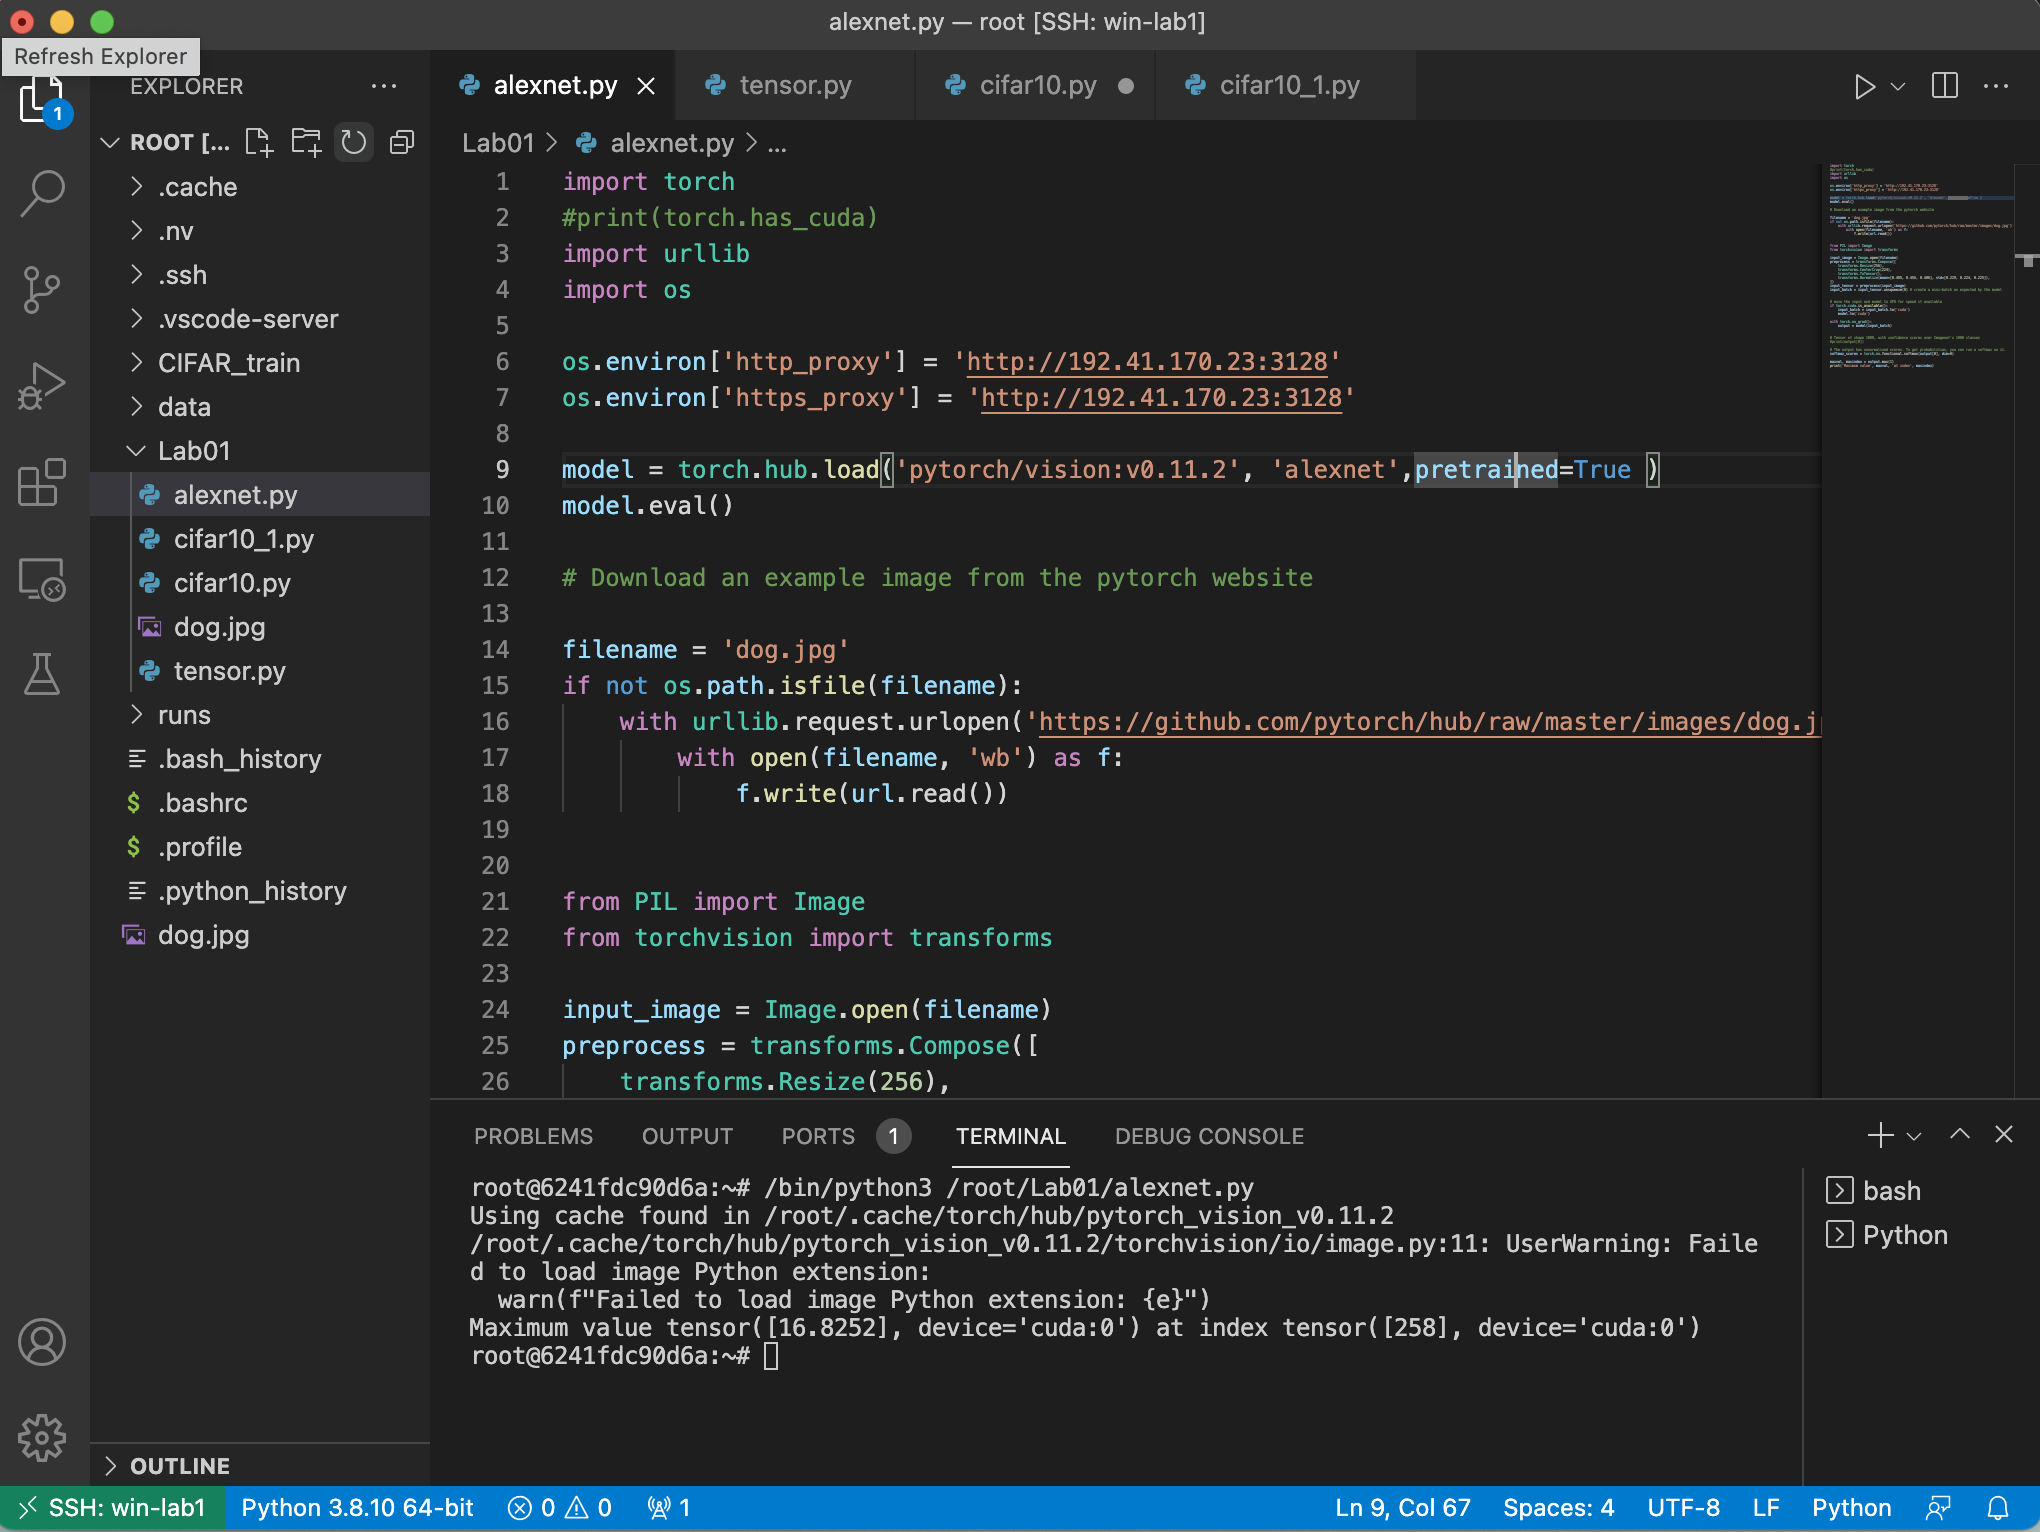 alexnet.py — root [SSH: win-lab1]
Refresh Explorer
EXPLORER
1
ROOT [...
.cache
.nv
.ssh
.vscode-server
CIFAR_train
data
Lab01
alexnet.py
cifar10_1.py
cifar10.py
dog.jpg
tensor.py
runs
.bash_history
.bashrc
.profile
.python_history
dog.jpg
OUTLINE
alexnet.py
tensor.py
cifar10.py
cifar10_1.py
Lab01 > alexnet.py > ...
1 import torch
2 #print(torch.has_cuda)
3 import urllib
4 import os
5
6 os.environ['http_proxy'] = 'http://192.41.170.23:3128'
7 os.environ['https_proxy'] = 'http://192.41.170.23:3128'
8
9 model = torch.hub.load('pytorch/vision:v0.11.2', 'alexnet',pretrained=True )
10 model.eval()
11
12 # Download an example image from the pytorch website
13
14 filename = 'dog.jpg'
15 if not os.path.isfile(filename):
16 with urllib.request.urlopen('https://github.com/pytorch/hub/raw/master/images/dog.j
17 with open(filename, 'wb') as f:
18 f.write(url.read())
19
20
21 from PIL import Image
22 from torchvision import transforms
23
24 input_image = Image.open(filename)
25 preprocess = transforms.Compose([
26 transforms.Resize(256),
PROBLEMS OUTPUT PORTS 1 TERMINAL DEBUG CONSOLE
root@6241fdc90d6a:~# /bin/python3 /root/Lab01/alexnet.py
Using cache found in /root/.cache/torch/hub/pytorch_vision_v0.11.2
/root/.cache/torch/hub/pytorch_vision_v0.11.2/torchvision/io/image.py:11: UserWarning: Faile
d to load image Python extension:
warn(f"Failed to load image Python extension: {e}")
Maximum value tensor([16.8252], device='cuda:0') at index tensor([258], device='cuda:0')
root@6241fdc90d6a:~#
bash
Python
SSH: win-lab1 Python 3.8.10 64-bit 0 0 1 Ln 9, Col 67 Spaces: 4 UTF-8 LF Python